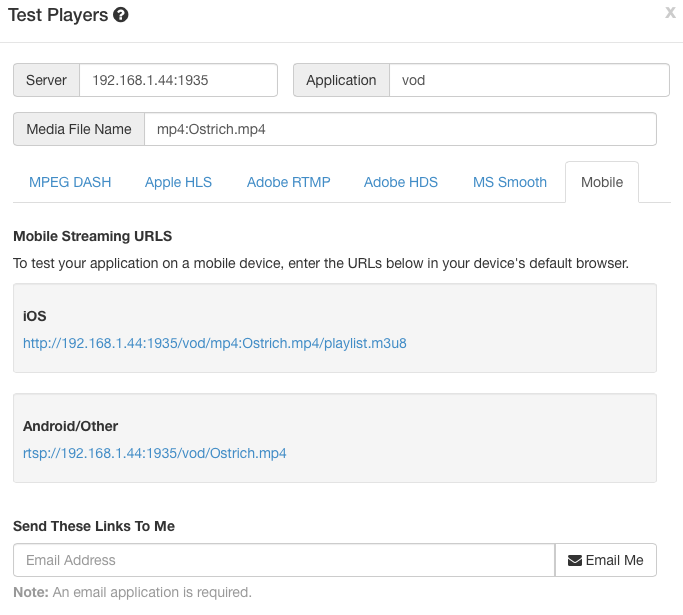 Test Players ?
X
Server 192.168.1.44:1935 Application vod
Media File Name mp4:Ostrich.mp4
MPEG DASH Apple HLS Adobe RTMP Adobe HDS MS Smooth Mobile
Mobile Streaming URLS
To test your application on a mobile device, enter the URLs below in your device's default browser.
iOS
http://192.168.1.44:1935/vod/mp4:Ostrich.mp4/playlist.m3u8
Android/Other
rtsp://192.168.1.44:1935/vod/Ostrich.mp4
Send These Links To Me
Email Address Email Me
Note: An email application is required.